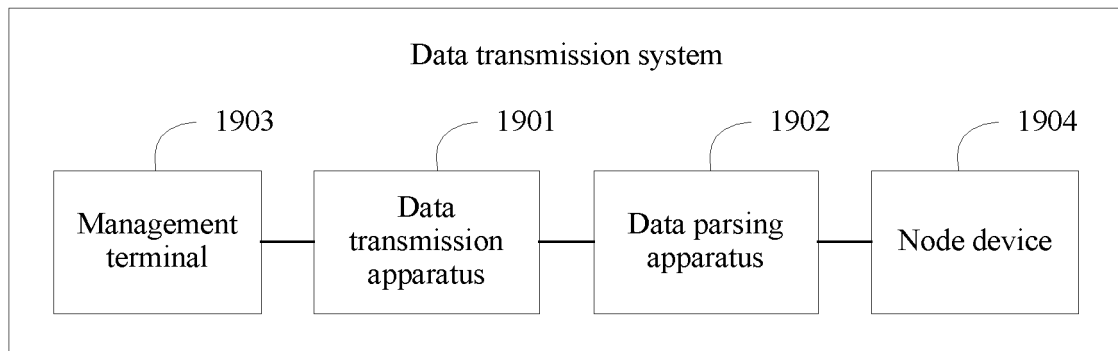 Data transmission system
1903
1901
1902
1904
Management
terminal
Data
transmission
apparatus
Data parsing
apparatus
Node device